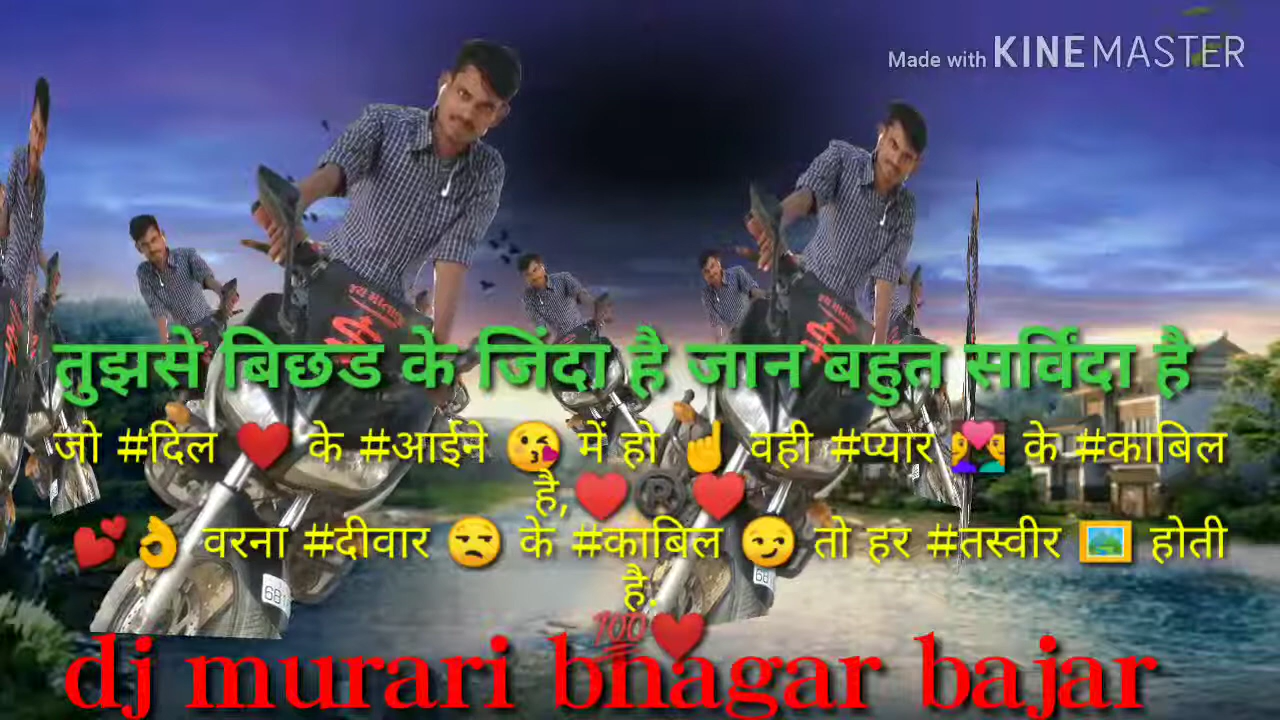 Made with KINEMASTER
तुझसे बिछड के जिंदा है जान बहुत सर्विंदा है
जो #दिल ♥️ के #आईने 😘 में हो ☝️ वही #प्यार 👩‍❤️‍💋‍👨 के #काबिल
है,♥️®️♥️
💕👌 वरना #दीवार 😒 के #काबिल 😏 तो हर #तस्वीर 🖼️ होती
है.
💯♥️
dj murari bhagar bajar